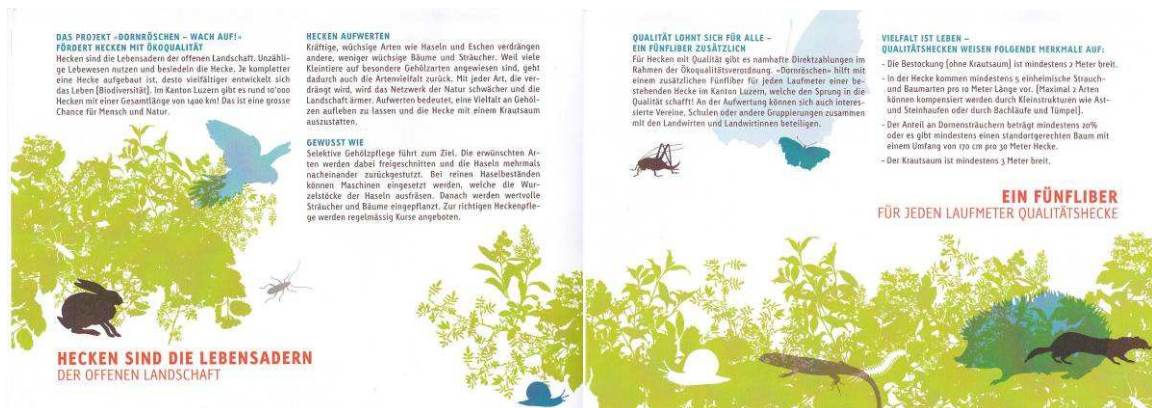 DAS PROJEKT «DORNRÖSCHEN – WACH AUF!»
FÖRDERT HECKEN MIT ÖKOQUALITÄT
Hecken sind die Lebensadern der offenen Landschaft. Unzähli-
ge Lebewesen nutzen und besiedeln die Hecke. Je kompletter
eine Hecke aufgebaut ist, desto vielfältiger entwickelt sich
das Leben (Biodiversität). Im Kanton Luzern gibt es rund 10'000
Hecken mit einer Gesamtlänge von 1400 km! Das ist eine grosse
Chance für Mensch und Natur.
HECKEN SIND DIE LEBENSADERN
DER OFFENEN LANDSCHAFT
HECKEN AUFWERTEN
Kräftige, wüchsige Arten wie Haseln und Eschen verdrängen
andere, weniger wüchsige Bäume und Sträucher. Weil viele
Kleintiere auf besondere Gehölzarten angewiesen sind, geht
dadurch auch die Artenvielfalt zurück. Mit jeder Art, die ver-
drängt wird, wird das Netzwerk der Natur schwächer und die
Landschaft ärmer. Aufwerten bedeutet, eine Vielfalt an Gehöl-
zen aufleben zu lassen und die Hecke mit einem Krautsaum
auszustatten.
GEWUSST WIE
Selektive Gehölzpflege führt zum Ziel. Die erwünschten Ar-
ten werden dabei freigeschnitten und die Haseln mehrmals
nacheinander zurückgestutzt. Bei reinen Haselbeständen
können Maschinen eingesetzt werden, welche die Wur-
zelstöcke der Haseln ausfräsen. Danach werden wertvolle
Sträucher und Bäume eingepflanzt. Zur richtigen Heckenpfle-
ge werden regelmässig Kurse angeboten.
QUALITÄT LOHNT SICH FÜR ALLE –
EIN FÜNFLIBER ZUSÄTZLICH
Für Hecken mit Qualität gibt es namhafte Direktzahlungen im
Rahmen der Ökoqualitätsverordnung. «Dornröschen» hilft mit
einem zusätzlichen Fünfliber für jeden Laufmeter einer be-
stehenden Hecke im Kanton Luzern, welche den Sprung in die
Qualität schafft! An der Aufwertung können sich auch interes-
sierte Vereine, Schulen oder andere Gruppierungen zusammen
mit den Landwirten und Landwirtinnen beteiligen.
VIELFALT IST LEBEN –
QUALITÄTSHECKEN WEISEN FOLGENDE MERKMALE AUF:
- Die Bestockung (ohne Krautsaum) ist mindestens 2 Meter breit.
- In der Hecke kommen mindestens 5 einheimische Strauch-
und Baumarten pro 10 Meter Länge vor. (Maximal 2 Arten
können kompensiert werden durch Kleinstrukturen wie Ast-
und Steinhaufen oder durch Bachläufe und Tümpel).
- Der Anteil an Dornensträuchern beträgt mindestens 20%
oder es gibt mindestens einen standortgerechten Baum mit
einem Umfang von 170 cm pro 30 Meter Hecke.
- Der Krautsaum ist mindestens 3 Meter breit.
EIN FÜNFLIBER
FÜR JEDEN LAUFMETER QUALITÄTSHECKE